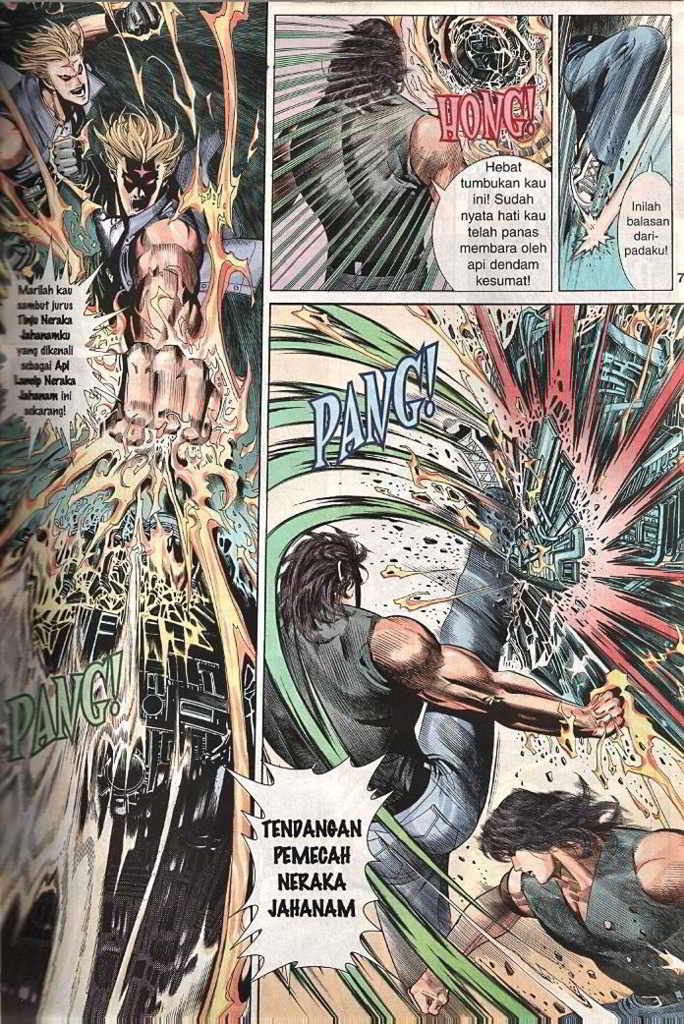 Marilah kau
sambut jurus
Tinju Neraka
Jahanamku
yang dikenali
sebagai Api
Lancip Neraka
Jahanam ini
sekarang!
PANG!
HONG!
Hebat
tumbukan kau
ini! Sudah
nyata hati kau
telah panas
membara oleh
api dendam
kesumat!
Inilah
balasan
dari-
padaku!
7
PANG!
TENDANGAN
PEMECAH
NERAKA
JAHANAM